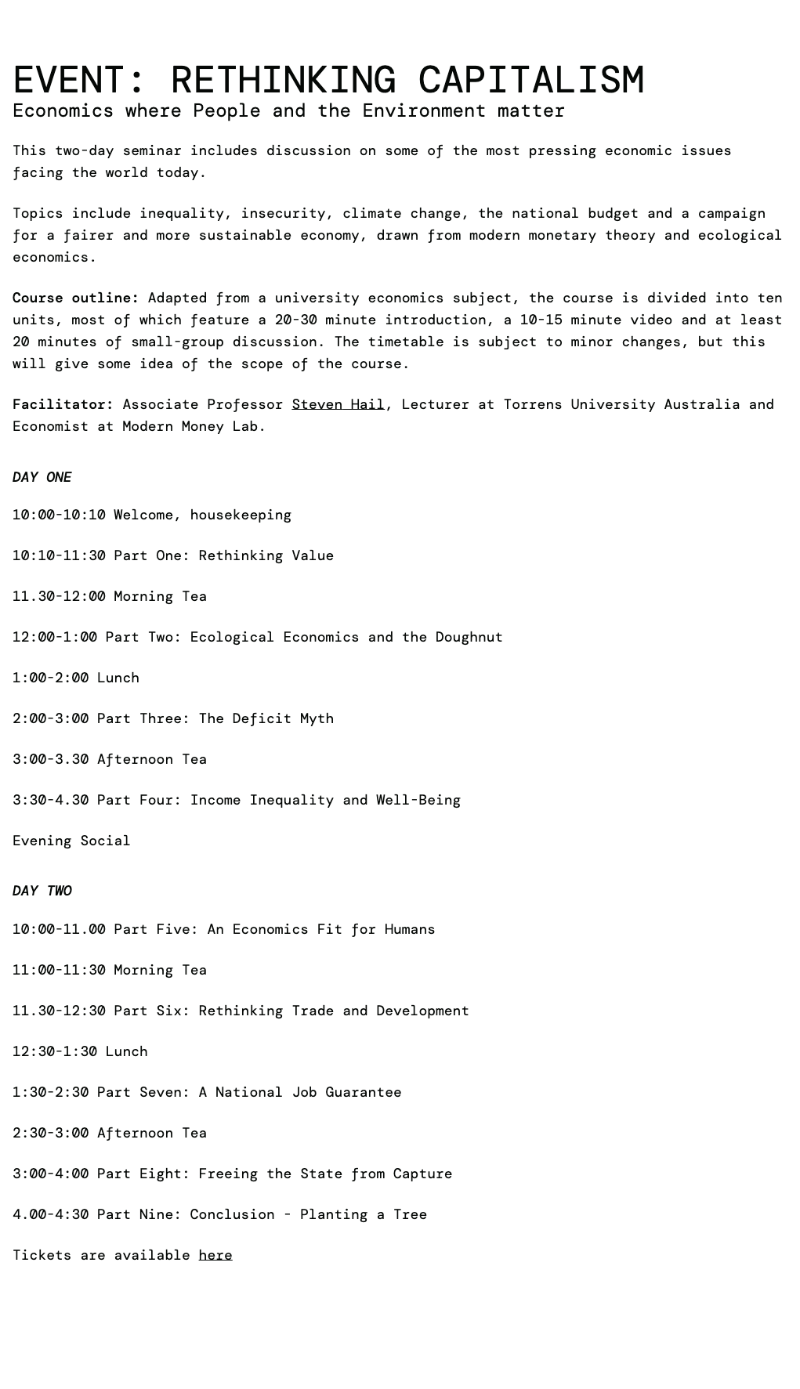 EVENT: RETHINKING CAPITALISM
Economics where People and the Environment matter
This two-day seminar includes discussion on some of the most pressing economic issues
facing the world today.
Topics include inequality, insecurity, climate change, the national budget and a campaign
for a fairer and more sustainable economy, drawn from modern monetary theory and ecological
economics.
Course outline: Adapted from a university economics subject, the course is divided into ten
units, most of which feature a 20-30 minute introduction, a 10-15 minute video and at least
20 minutes of small-group discussion. The timetable is subject to minor changes, but this
will give some idea of the scope of the course.
Facilitator: Associate Professor Steven Hail, Lecturer at Torrens University Australia and
Economist at Modern Money Lab.
DAY ONE
10:00-10:10 Welcome, housekeeping
10:10-11:30 Part One: Rethinking Value
11.30-12:00 Morning Tea
12:00-1:00 Part Two: Ecological Economics and the Doughnut
1:00-2:00 Lunch
2:00-3:00 Part Three: The Deficit Myth
3:00-3.30 Afternoon Tea
3:30-4.30 Part Four: Income Inequality and Well-Being
Evening Social
DAY TWO
10:00-11.00 Part Five: An Economics Fit for Humans
11:00-11:30 Morning Tea
11.30-12:30 Part Six: Rethinking Trade and Development
12:30-1:30 Lunch
1:30-2:30 Part Seven: A National Job Guarantee
2:30-3:00 Afternoon Tea
3:00-4:00 Part Eight: Freeing the State from Capture
4.00-4:30 Part Nine: Conclusion - Planting a Tree
Tickets are available here